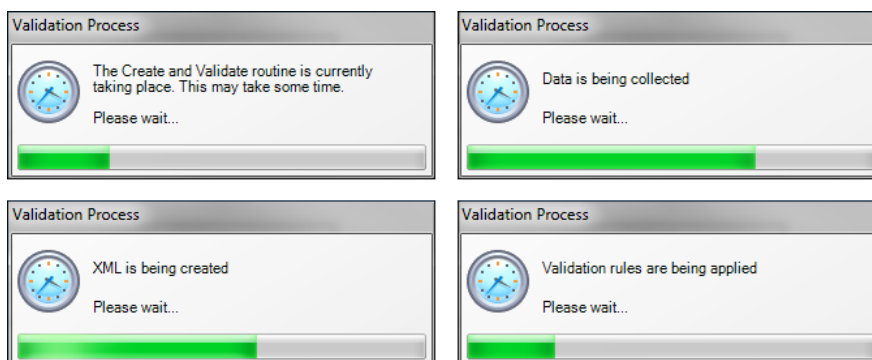 Validation Process
The Create and Validate routine is currently
taking place. This may take some time.
Please wait...
Validation Process
Data is being collected
Please wait...
Validation Process
XML is being created
Please wait...
Validation Process
Validation rules are being applied
Please wait...